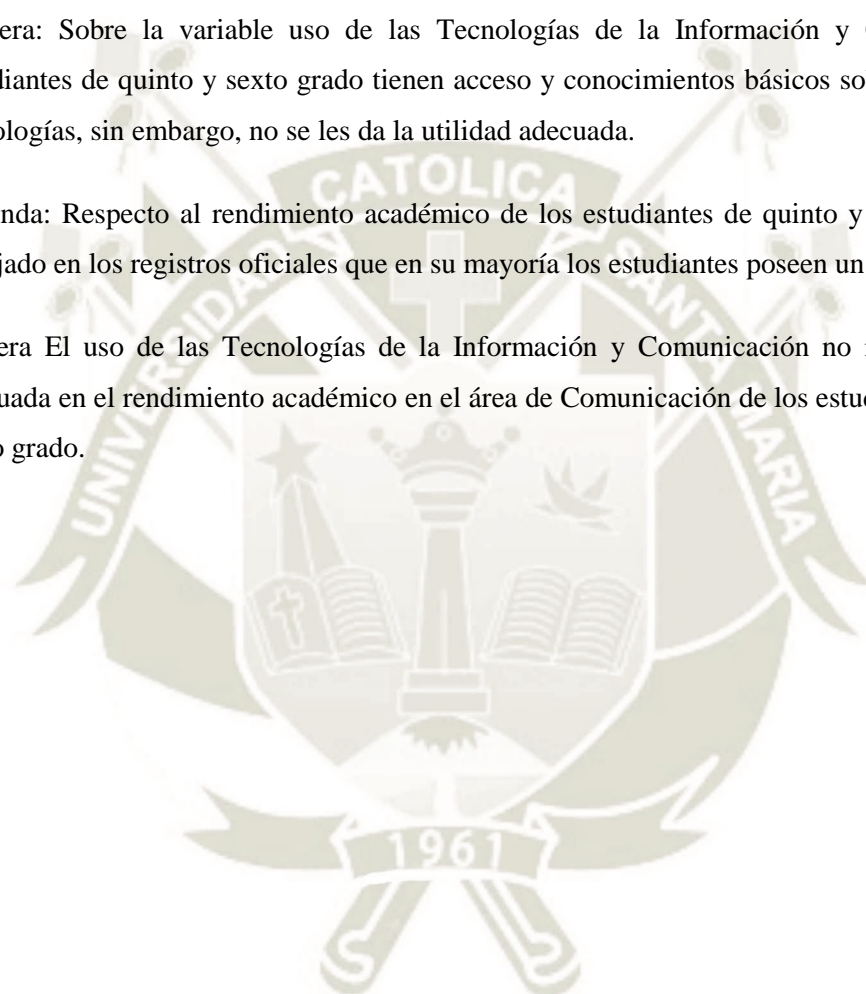 era: Sobre la variable uso de las Tecnologías de la Información y
diantes de quinto y sexto grado tienen acceso y conocimientos básicos so
ologías, sin embargo, no se les da la utilidad adecuada.
nda: Respecto al rendimiento académico de los estudiantes de quinto y
jado en los registros oficiales que en su mayoría los estudiantes poseen un
era El uso de las Tecnologías de la Información y Comunicación no
uada en el rendimiento académico en el área de Comunicación de los estu
o grado.
UNIVERSIDAD CATOLICA SANTA MARIA
1961